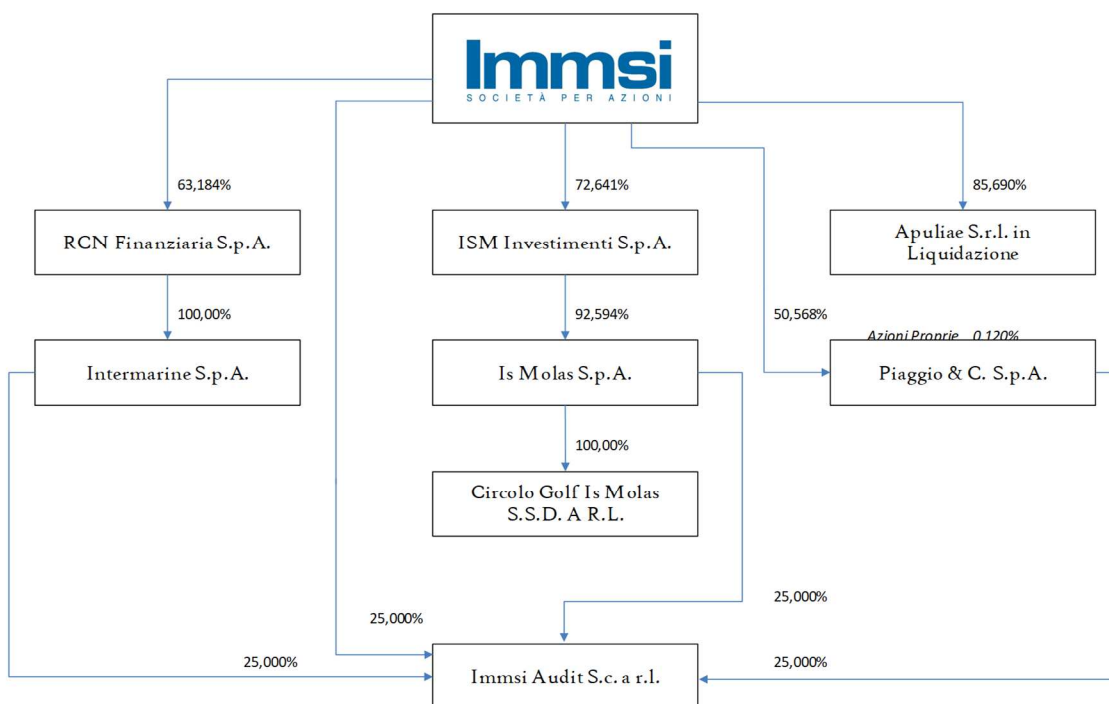 Immsi
SOCIETÀ PER AZIONI
63,184%
72,641%
85,690%
RCN Finanziaria S.p.A.
ISM Investimenti S.p.A.
Apuliae S.r.l. in
Liquidazione
100,00%
92,594%
50,568%
Azioni Proprie 0,120%
Intermarine S.p.A.
Is Molas S.p.A.
Piaggio & C. S.p.A.
100,00%
Circolo Golf Is Molas
S.S.D. A R.L.
25,000%
25,000%
25,000%
25,000%
Immsi Audit S.c. a r.l.